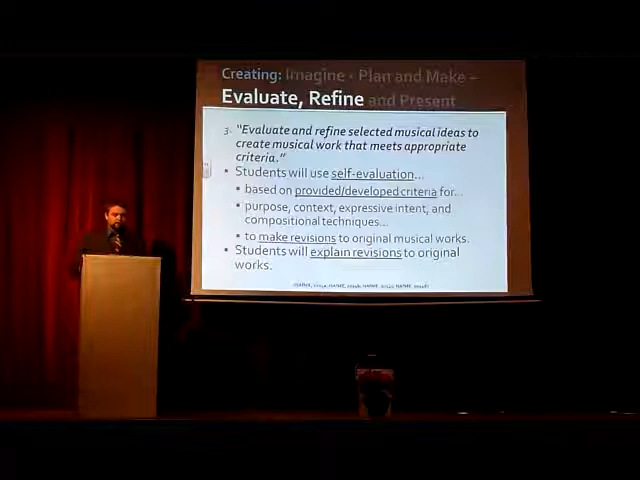 Creating: Imagine - Plan and Make –
Evaluate, Refine and Present
3. "Evaluate and refine selected musical ideas to
create musical work that meets appropriate
criteria."
• Students will use self-evaluation...
• based on provided/developed criteria for...
• purpose, context, expressive intent, and
compositional techniques...
• to make revisions to original musical works.
• Students will explain revisions to original
works.